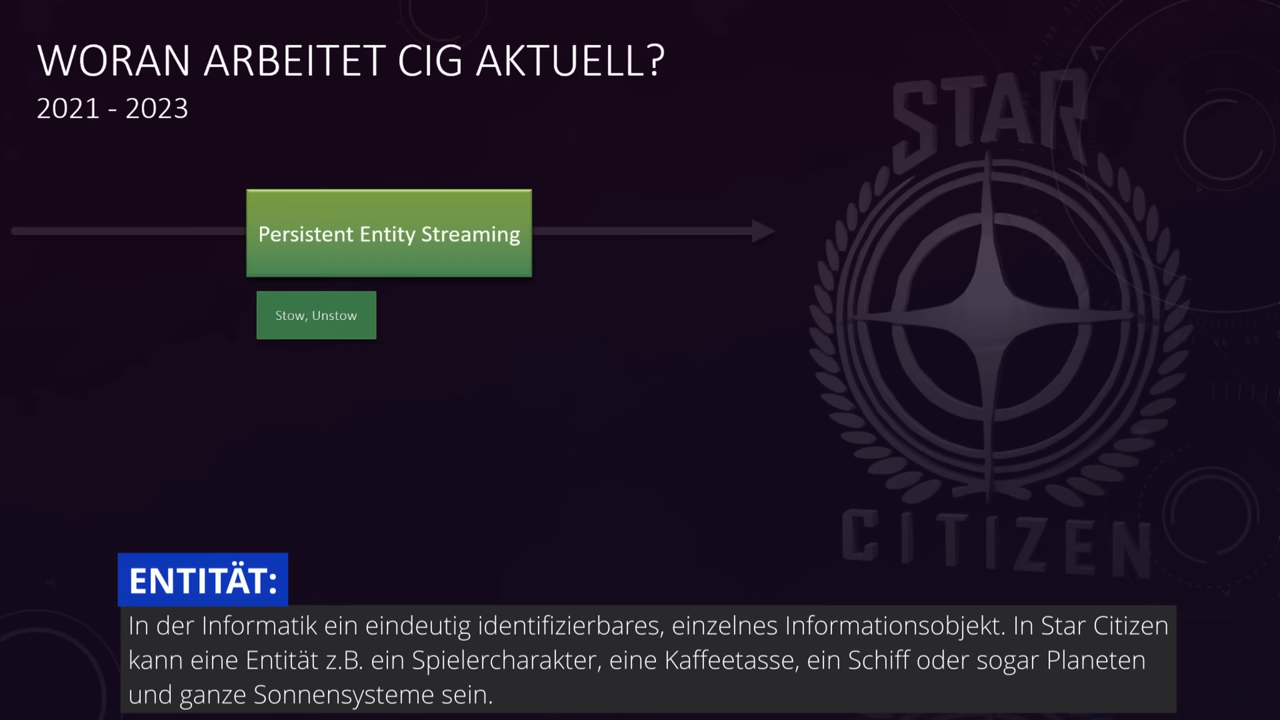 WORAN ARBEITET CIG AKTUELL?
2021 - 2023
STAR
Persistent Entity Streaming
Stow, Unstow
CITIZEN
ENTITÄT:
In der Informatik ein eindeutig identifizierbares, einzelnes Informationsobjekt. In Star Citizen
kann eine Entität z.B. ein Spielercharakter, eine Kaffeetasse, ein Schiff oder sogar Planeten
und ganze Sonnensysteme sein.